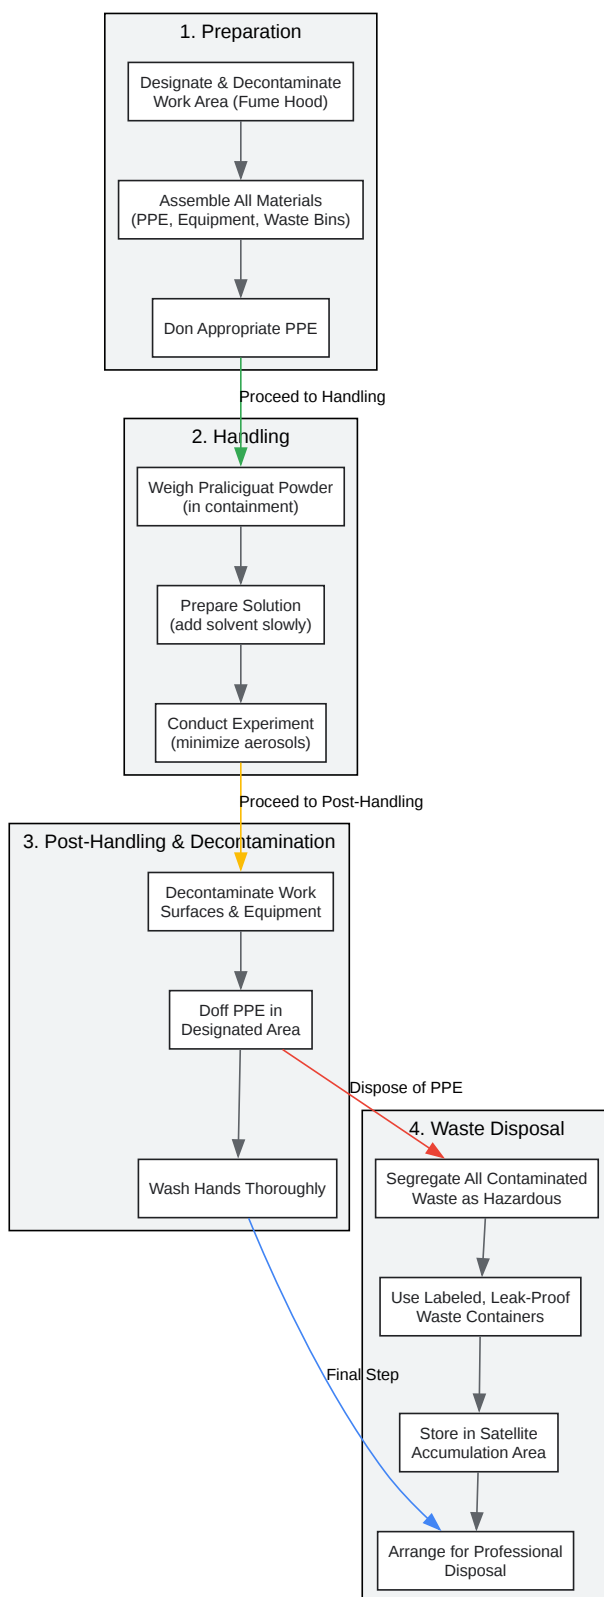 1. Preparation
Designate & Decontaminate
Work Area (Fume Hood)
Assemble All Materials
(PPE, Equipment, Waste Bins)
Don Appropriate PPE
Proceed to Handling
2. Handling
Weigh Praliciguat Powder
(in containment)
Prepare Solution
(add solvent slowly)
Conduct Experiment
(minimize aerosols)
Proceed to Post-Handling
3. Post-Handling & Decontamination
Decontaminate Work
Surfaces & Equipment
Doff PPE in
Designated Area
Dispose of PPE
Wash Hands Thoroughly
4. Waste Disposal
Segregate All Contaminated
Waste as Hazardous
Use Labeled, Leak-Proof
Waste Containers
Final Step
Store in Satellite
Accumulation Area
Arrange for Professional
Disposal